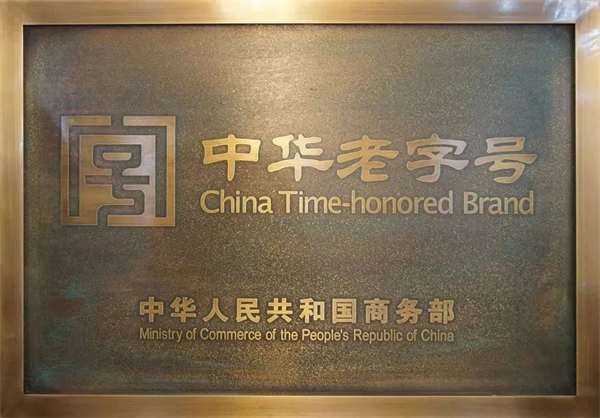 中华老字号
China Time-honored Brand
中华人民共和国商务部
Ministry of Commerce of the People's Republic of China